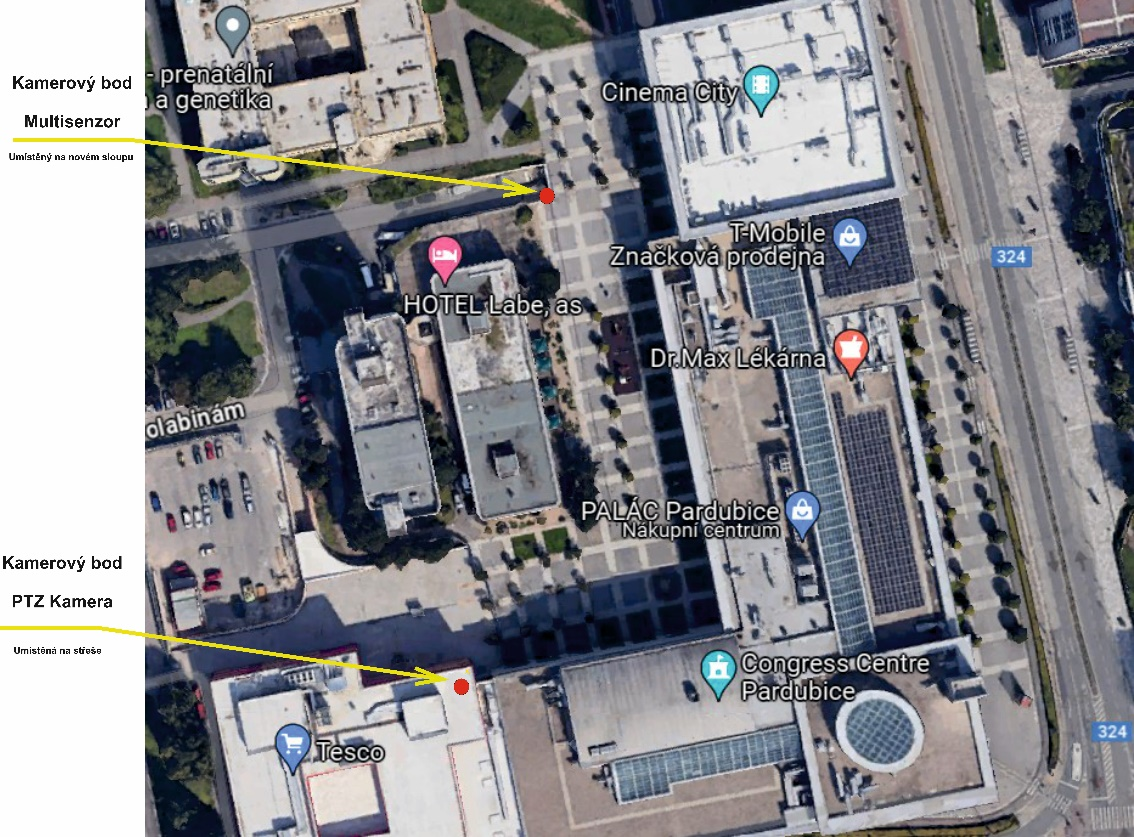 Kamerový bod
Multisenzor
Umístěný na novém sloupu
Kamerový bod
PTZ Kamera
Umístěná na střeše
- prenatální
a genetika
Cinema City
T-Mobile
Značková prodejna
324
HOTEL Labe, as
Dr.Max Lékárna
olabinám
PALÁC Pardubice
Nákupní centrum
Congress Centre
Pardubice
324
Tesco